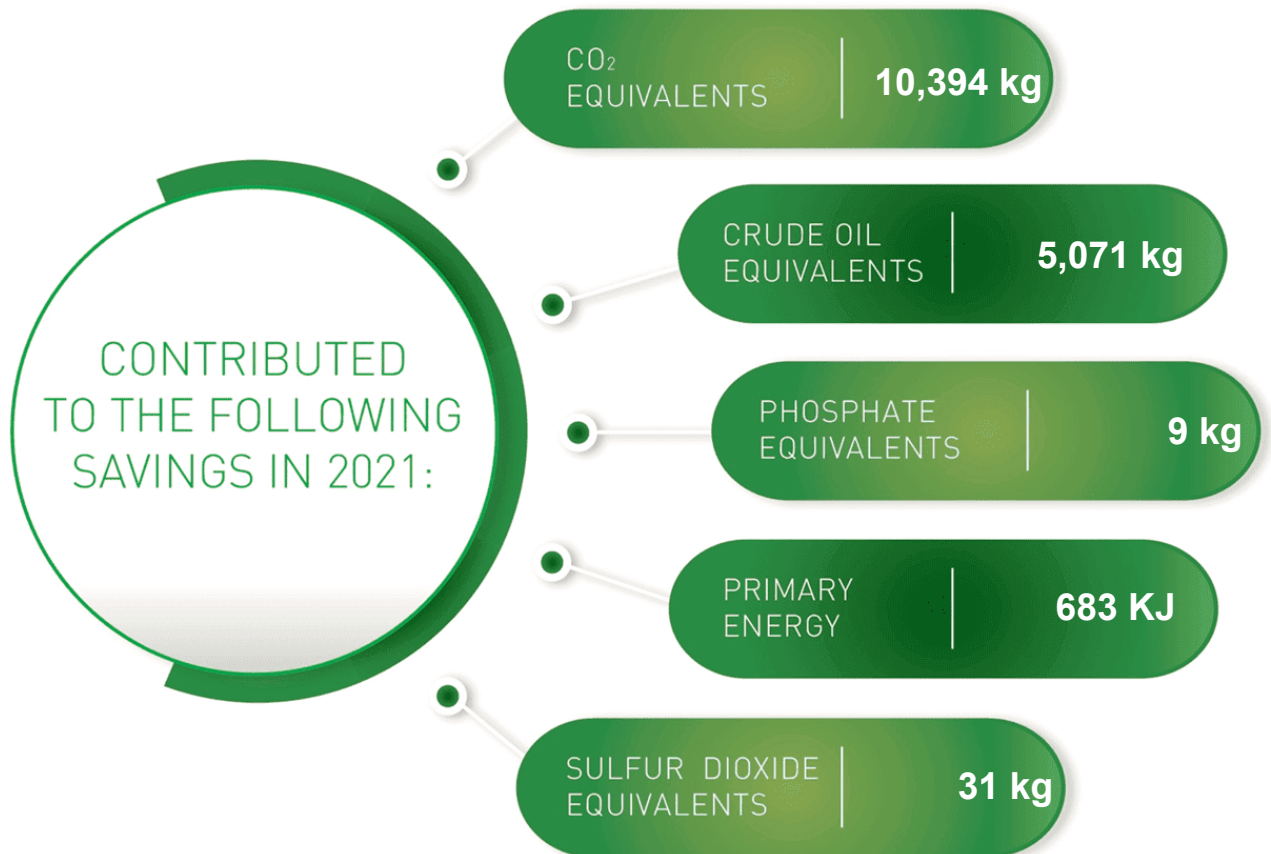 CONTRIBUTED
TO THE FOLLOWING
SAVINGS IN 2021:
CO₂
EQUIVALENTS
10,394 kg
CRUDE OIL
EQUIVALENTS
5,071 kg
PHOSPHATE
EQUIVALENTS
9 kg
PRIMARY
ENERGY
683 KJ
SULFUR DIOXIDE
EQUIVALENTS
31 kg